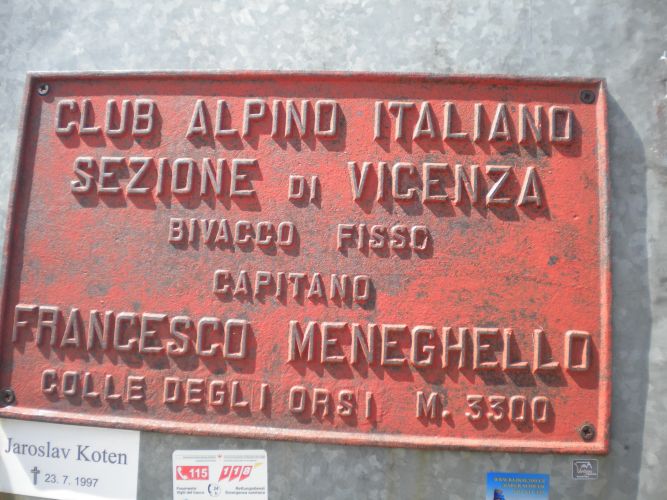 CLUB ALPINO ITALIANO
SEZIONE DI VICENZA
BIVACCO FISSO
CAPITANO
FRANCESCO MENEGHELLO
COLLE DEGLI ORSI M. 3300
Jaroslav Koten
✝ 23. 7. 1997
115 118